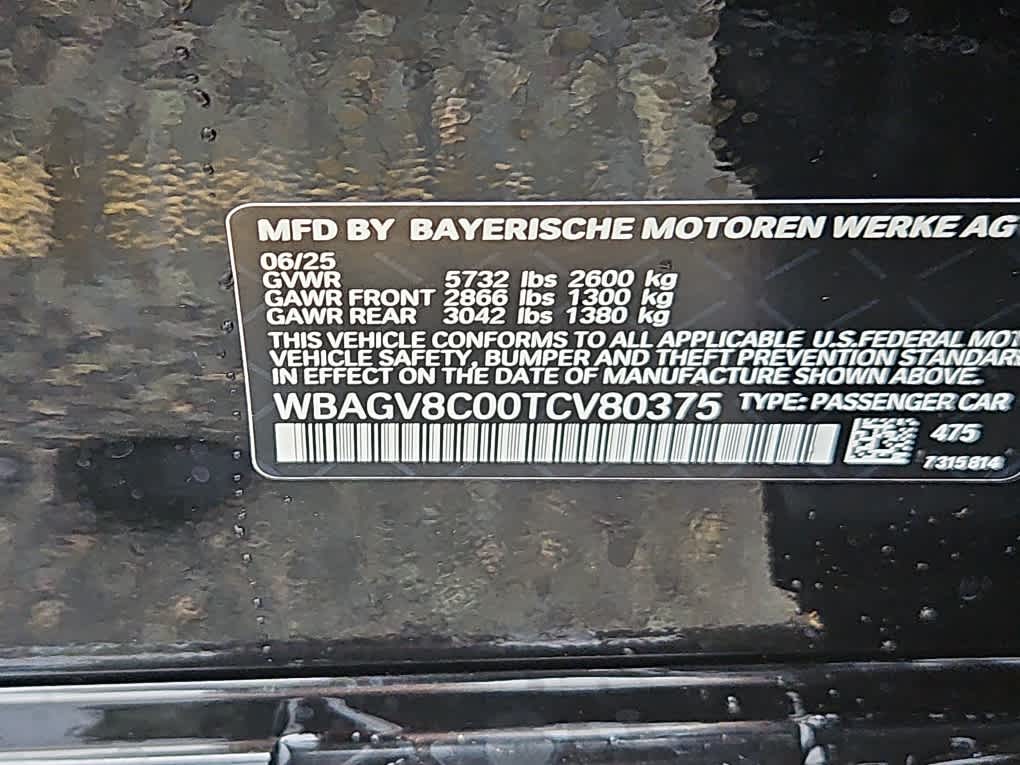 MFD BY BAYERISCHE MOTOREN WERKE AG
06/25
GVWR 5732 lbs 2600 kg
GAWR FRONT 2866 lbs 1300 kg
GAWR REAR 3042 lbs 1380 kg
THIS VEHICLE CONFORMS TO ALL APPLICABLE U.S.FEDERAL MOT
VEHICLE SAFETY, BUMPER AND THEFT PREVENTION STANDAR
IN EFFECT ON THE DATE OF MANUFACTURE SHOWN ABOVE.
WBAGV8C00TCV80375 TYPE: PASSENGER CAR
475
7315814